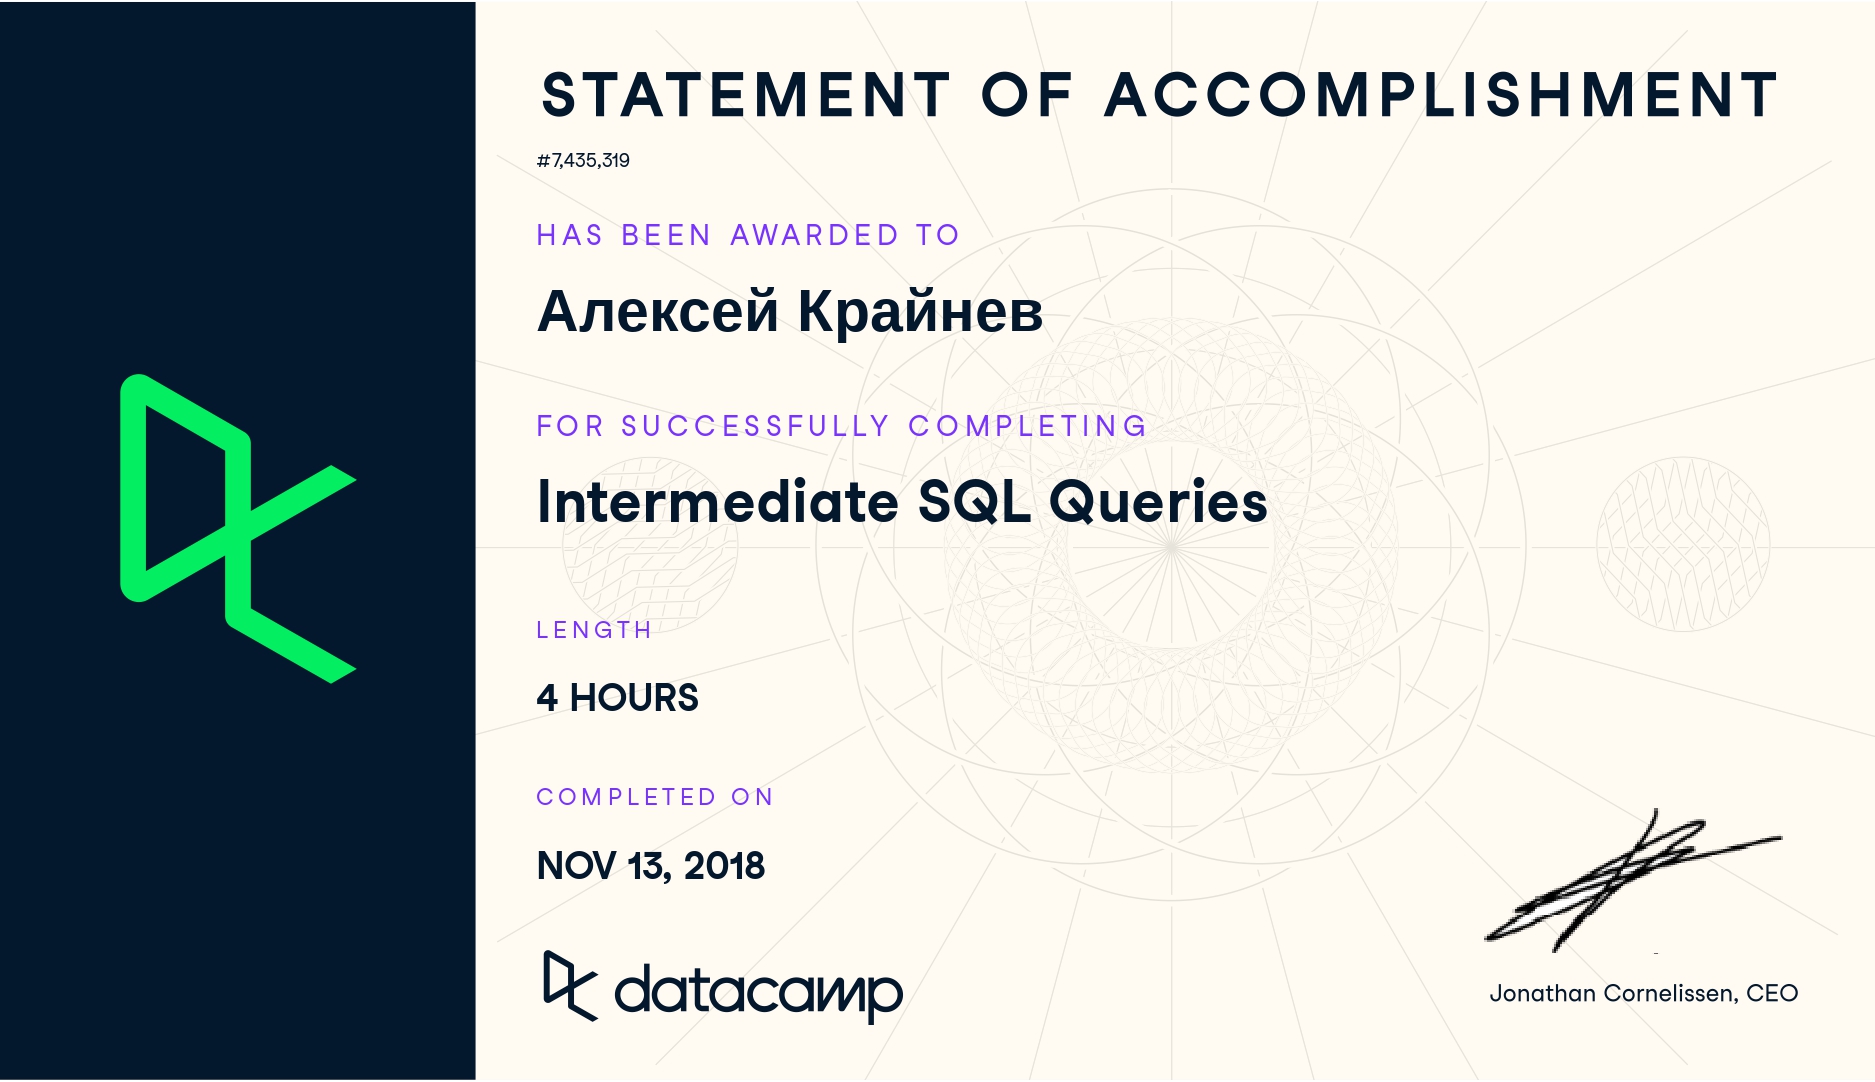 STATEMENT OF ACCOMPLISHMENT
#7,435,319
HAS BEEN AWARDED TO
Алексей Крайнев
FOR SUCCESSFULLY COMPLETING
Intermediate SQL Queries
LENGTH
4 HOURS
COMPLETED ON
NOV 13, 2018
datacamp
Jonathan Cornelissen, CEO